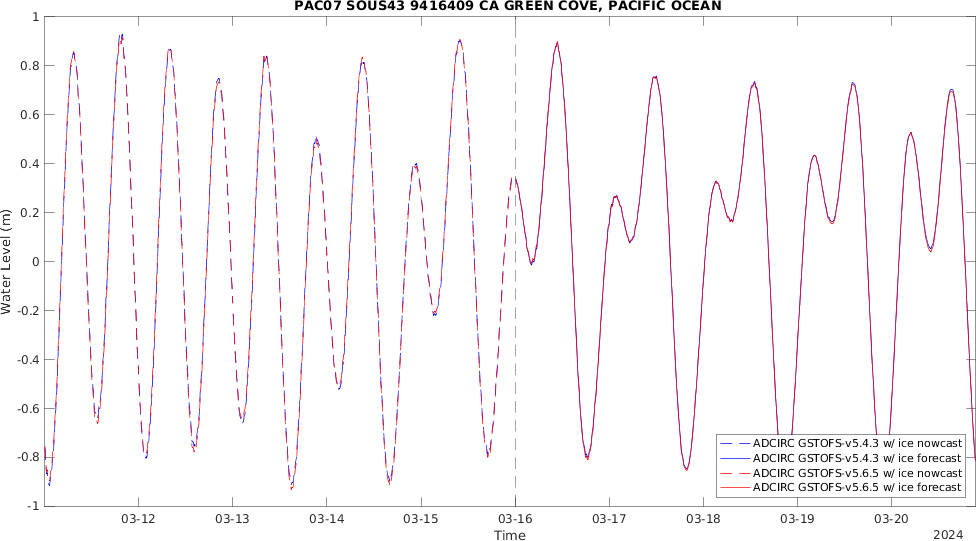 PAC07 SOUS43 9416409 CA GREEN COVE, PACIFIC OCEAN
1
0.8
0.6
0.4
0.2
0
-0.2
-0.4
-0.6
-0.8
-1
Water Level (m)
ADCIRC GSTOFS-v5.4.3 w/ ice nowcast
ADCIRC GSTOFS-v5.4.3 w/ ice forecast
ADCIRC GSTOFS-v5.6.5 w/ ice nowcast
ADCIRC GSTOFS-v5.6.5 w/ ice forecast
03-12 03-13 03-14 03-15 03-16 03-17 03-18 03-19 03-20
Time
2024